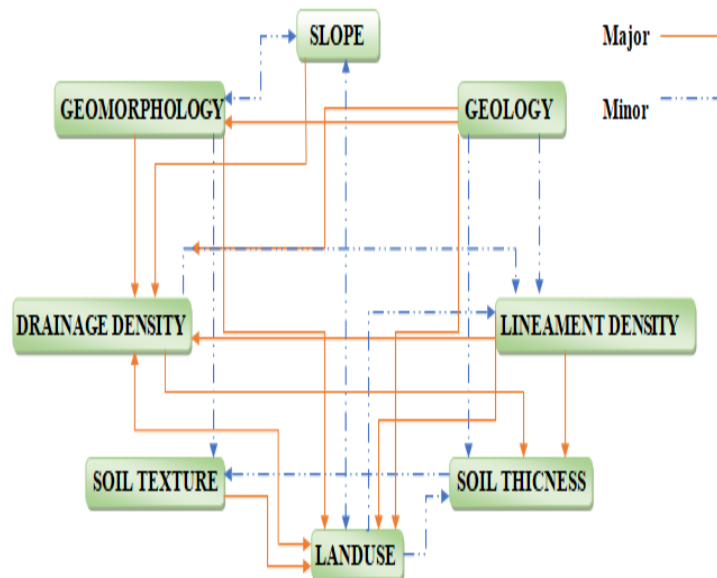 SLOPE
Major
GEOMORPHOLOGY
GEOLOGY
Minor
DRAINAGE DENSITY
LINEAMENT DENSITY
SOIL TEXTURE
SOIL THICNESS
LANDUSE